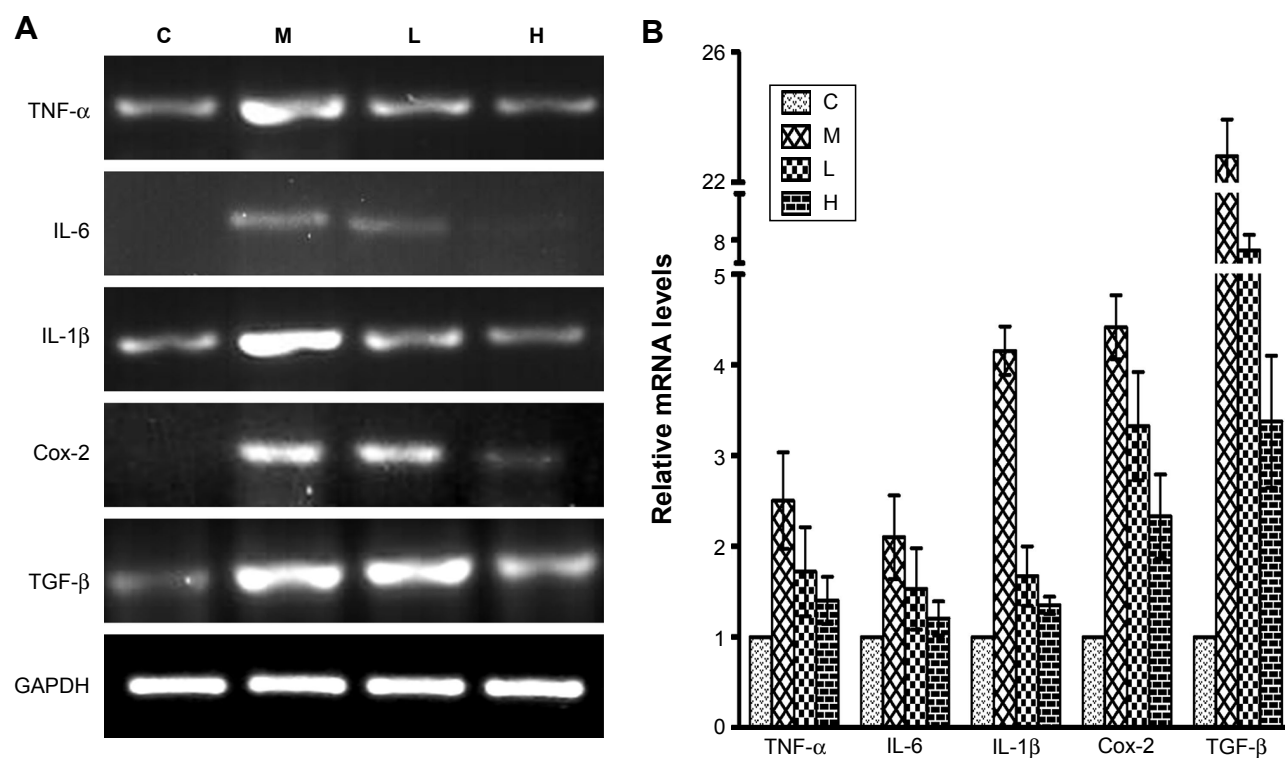 A
C M L H
TNF-α
IL-6
IL-1β
Cox-2
TGF-β
GAPDH
B
26
22
8
5
4
3
2
1
0
Relative mRNA levels
C
M
L
H
TNF-α IL-6 IL-1β Cox-2 TGF-β